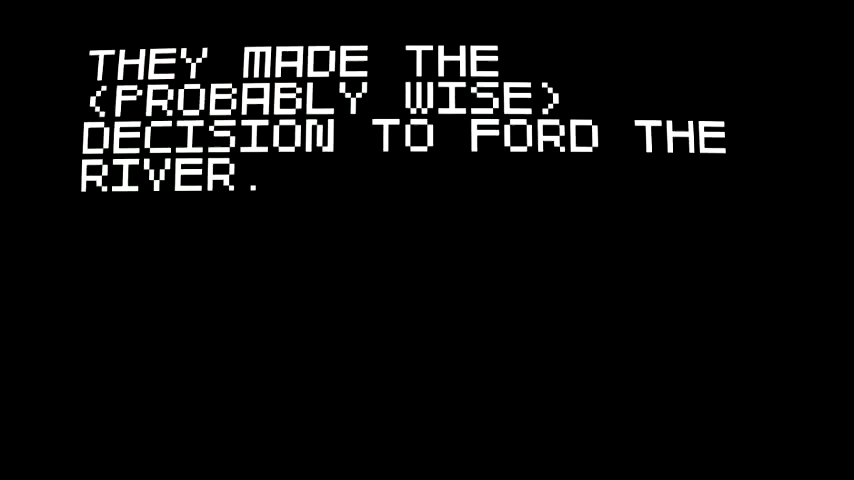 THEY MADE THE
(PROBABLY WISE)
DECISION TO FORD THE
RIVER.